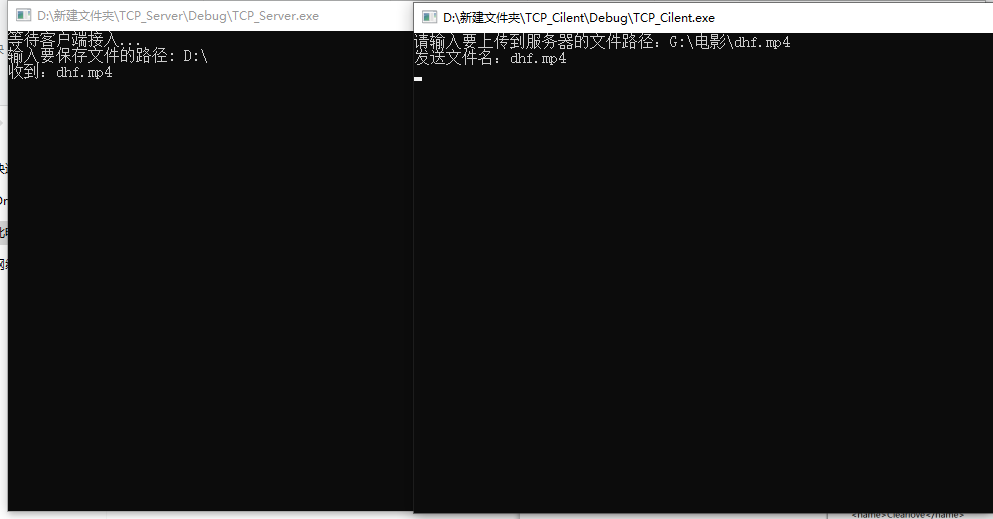 D:\新建文件夹\TCP_Server\Debug\TCP_Server.exe
等待客户端接入...
输入要保存文件的路径: D:\
收到: dhf.mp4
D:\新建文件夹\TCP_Cilent\Debug\TCP_Cilent.exe
请输入要上传到服务器的文件路径: G:\电影\dhf.mp4
发送文件名: dhf.mp4